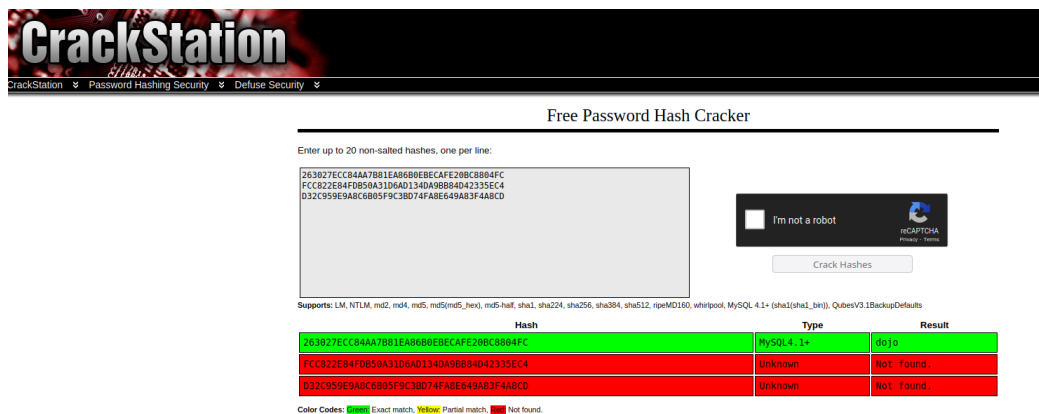 CrackStation
CrackStation Password Hashing Security Defuse Security
Free Password Hash Cracker
Enter up to 20 non-salted hashes, one per line:
263027ECC84AA7B81EA86B0EBECAFE20BC8804FC
FCC822E84FDB50A31D6AD134DA9BB84D42335EC4
D32C959E9A8C6B05F9C3BD74FA8E649A83F4A8CD
I'm not a robot
reCAPTCHA
Privacy - Terms
Crack Hashes
Supports: LM, NTLM, md2, md4, md5, md5(md5_hex), md5-half, sha1, sha224, sha256, sha384, sha512, ripeMD160, whirlpool, MySQL 4.1+ (sha1(sha1_bin)), QubesV3.1BackupDefaults
Hash Type Result
263027ECC84AA7B81EA86B0EBECAFE20BC8804FC MySQL4.1+ dojo
FCC822E84FDB50A31D6AD134DA9BB84D42335EC4 Unknown Not found.
D32C959E9A8C6B05F9C3BD74FA8E649A83F4A8CD Unknown Not found.
Color Codes: Green: Exact match, Yellow: Partial match, Red: Not found.